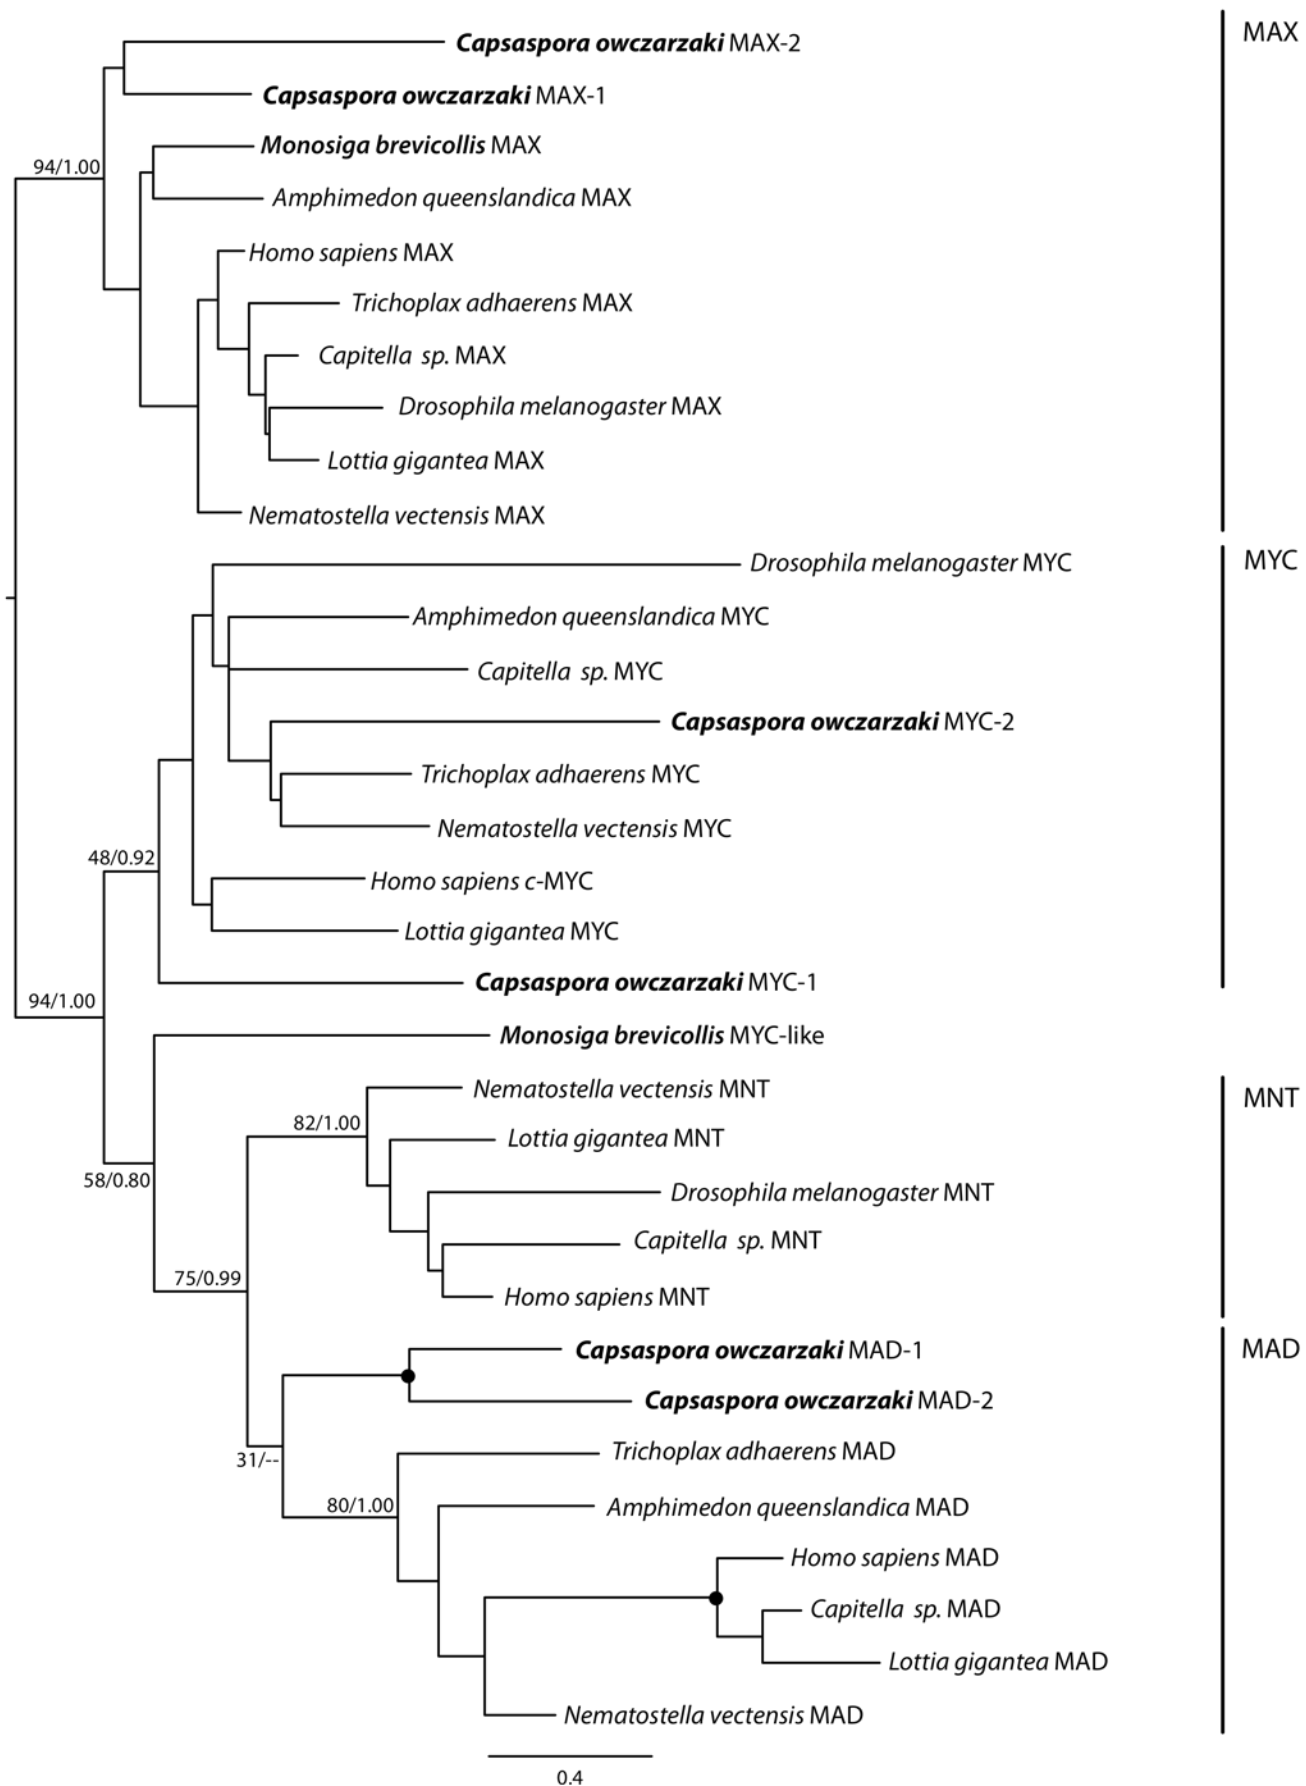 MAX
Capsaspora owczarzaki MAX-2
Capsaspora owczarzaki MAX-1
Monosiga brevicollis MAX
94/1.00
Amphimedon queenslandica MAX
Homo sapiens MAX
Trichoplax adhaerens MAX
Capitella sp. MAX
Drosophila melanogaster MAX
Lottia gigantea MAX
Nematostella vectensis MAX
MYC
Drosophila melanogaster MYC
Amphimedon queenslandica MYC
Capitella sp. MYC
Capsaspora owczarzaki MYC-2
Trichoplax adhaerens MYC
Nematostella vectensis MYC
48/0.92
Homo sapiens c-MYC
Lottia gigantea MYC
Capsaspora owczarzaki MYC-1
94/1.00
Monosiga brevicollis MYC-like
Nematostella vectensis MNT
MNT
82/1.00
Lottia gigantea MNT
58/0.80
Drosophila melanogaster MNT
Capitella sp. MNT
75/0.99
Homo sapiens MNT
Capsaspora owczarzaki MAD-1
MAD
Capsaspora owczarzaki MAD-2
31/--
Trichoplax adhaerens MAD
80/1.00
Amphimedon queenslandica MAD
Homo sapiens MAD
Capitella sp. MAD
Lottia gigantea MAD
Nematostella vectensis MAD
0.4